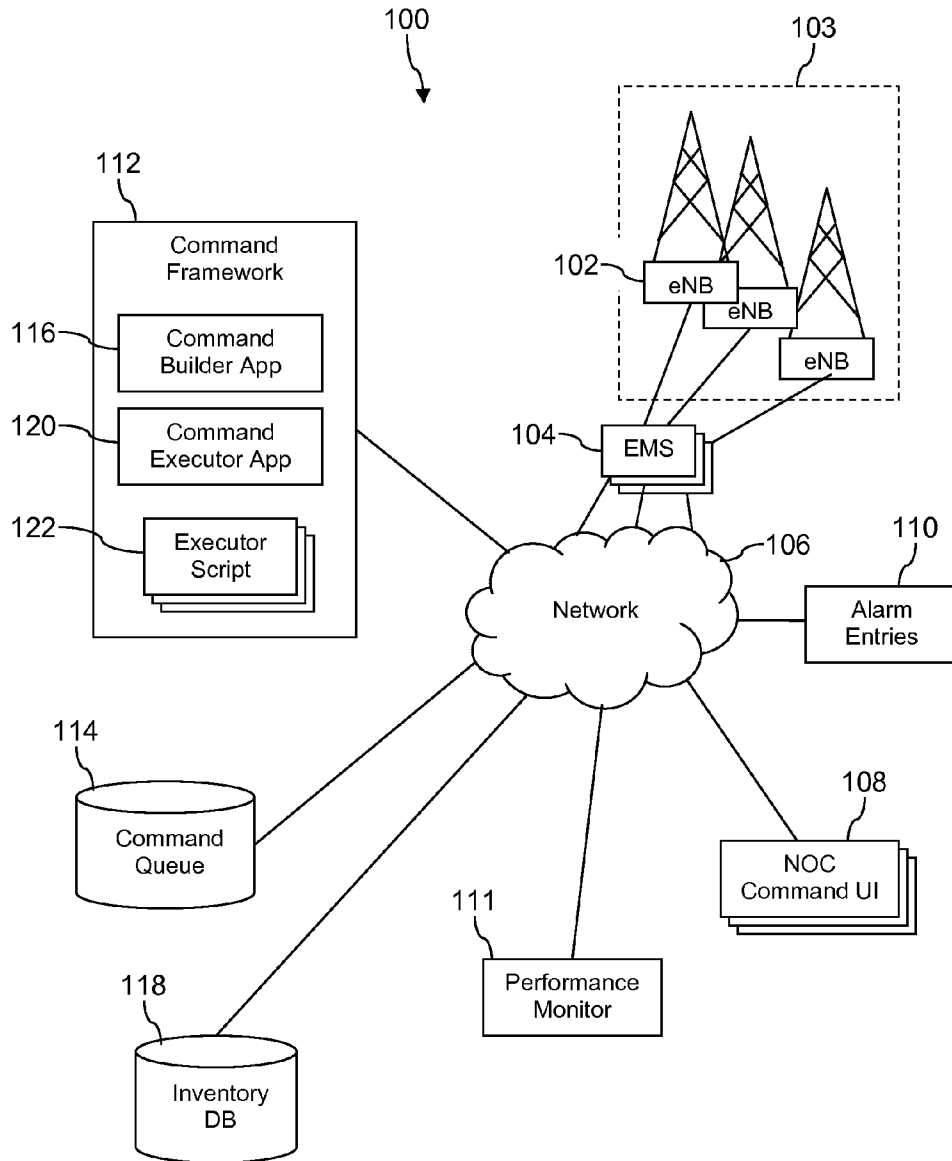 100
103
112
Command
Framework
102
eNB
eNB
eNB
116
Command
Builder App
120
Command
Executor App
104
EMS
122
Executor
Script
106
110
Network
Alarm
Entries
114
Command
Queue
108
NOC
Command UI
111
Performance
Monitor
118
Inventory
DB